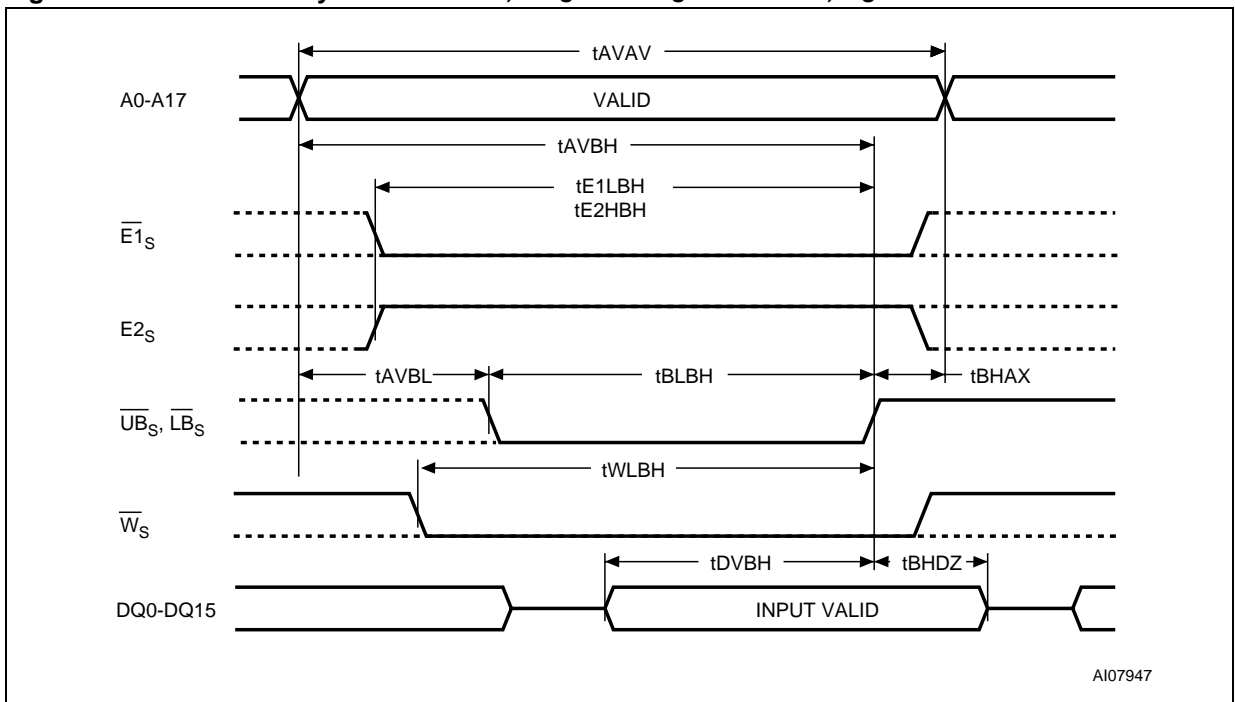 tAVAV
A0-A17
VALID
tAVBH
tE1LBH
tE2HBH
E1S
E2S
tAVBL
tBLBH
tBHAX
UBS, LBS
tWLBH
WS
tDVBH
tBHDZ
DQ0-DQ15
INPUT VALID
AI07947